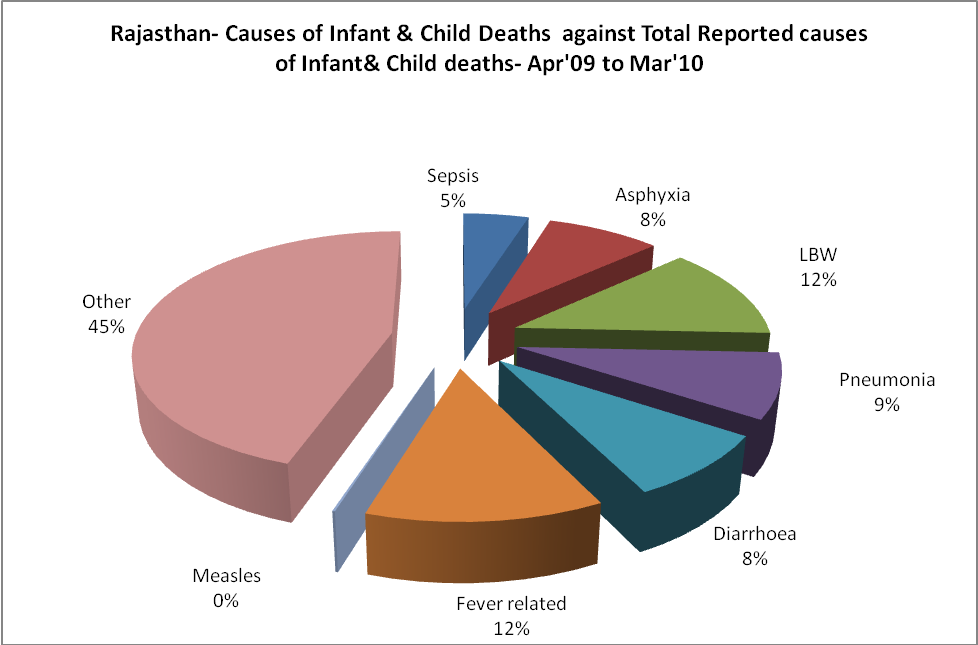 Rajasthan- Causes of Infant & Child Deaths  against Total Reported causes
of Infant& Child deaths- Apr'09 to Mar'10
Sepsis
5%
Asphyxia
8%
LBW
12%
Pneumonia
9%
Diarrhoea
8%
Fever related
12%
Measles
0%
Other
45%